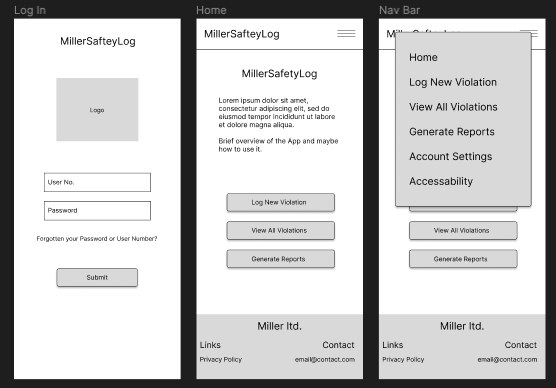 Log In
MillerSafteyLog
Logo
User No.
Password
Forgotten your Password or User Number?
Submit
Home
MillerSafteyLog
MillerSafetyLog
Lorem ipsum dolor sit amet,
consectetur adipiscing elit, sed do
eiusmod tempor incididunt ut labore
et dolore magna aliqua.
Brief overview of the App and maybe
how to use it.
Log New Violation
View All Violations
Generate Reports
Miller ltd.
Links Contact
Privacy Policy email@contact.com
Nav Bar
Home
Log New Violation
View All Violations
Generate Reports
Account Settings
Accessability
View All Violations
Generate Reports
Miller ltd.
Links Contact
Privacy Policy email@contact.com